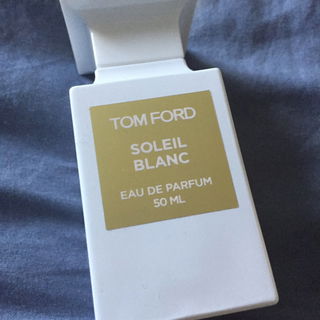 TOM FORD
SOLEIL
BLANC
EAU DE PARFUM
50 ML